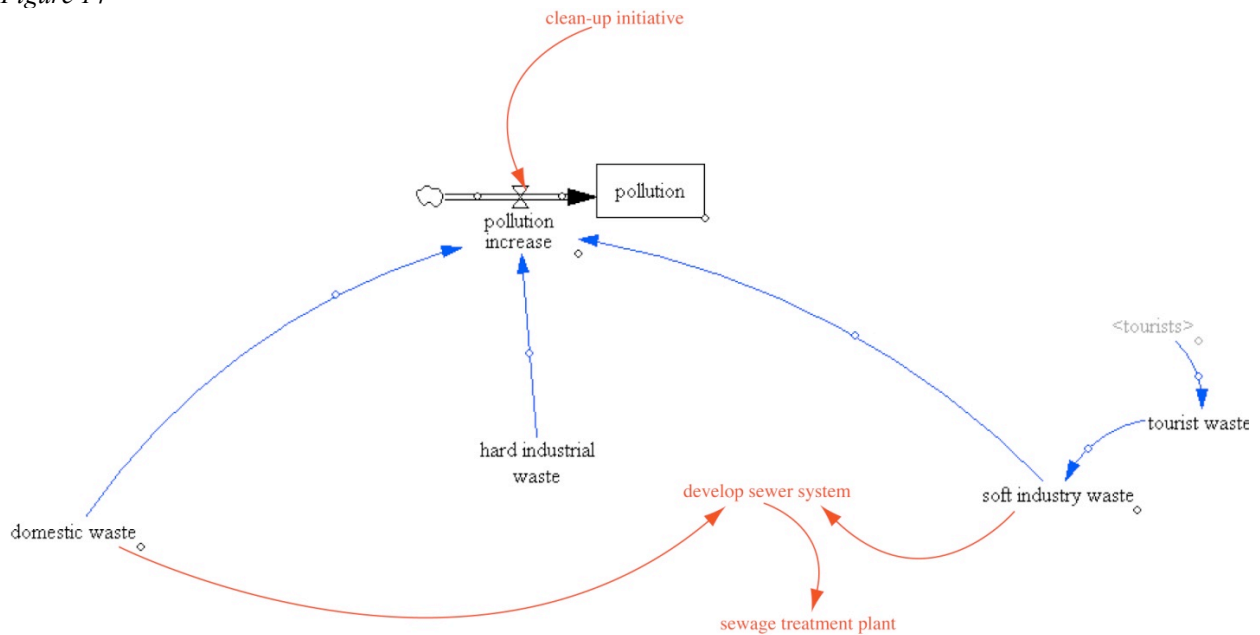 clean-up initiative
pollution
pollution
increase
<tourists>
tourist waste
hard industrial
waste
develop sewer system
soft industry waste
domestic waste
sewage treatment plant